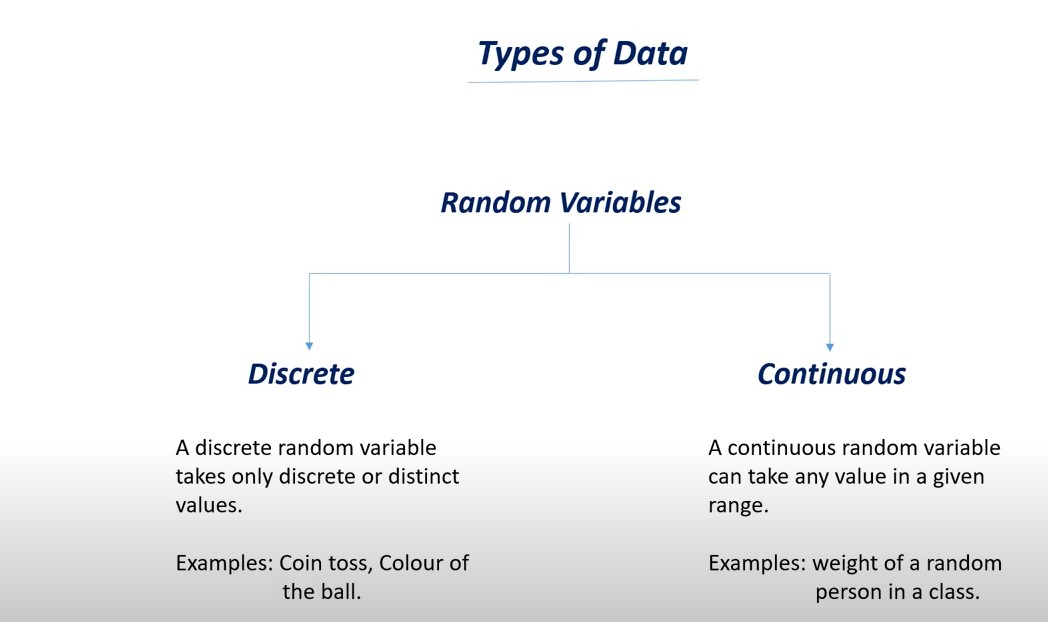 Types of Data
Random Variables
Discrete
A discrete random variable
takes only discrete or distinct
values.
Examples: Coin toss, Colour of
the ball.
Continuous
A continuous random variable
can take any value in a given
range.
Examples: weight of a random
person in a class.